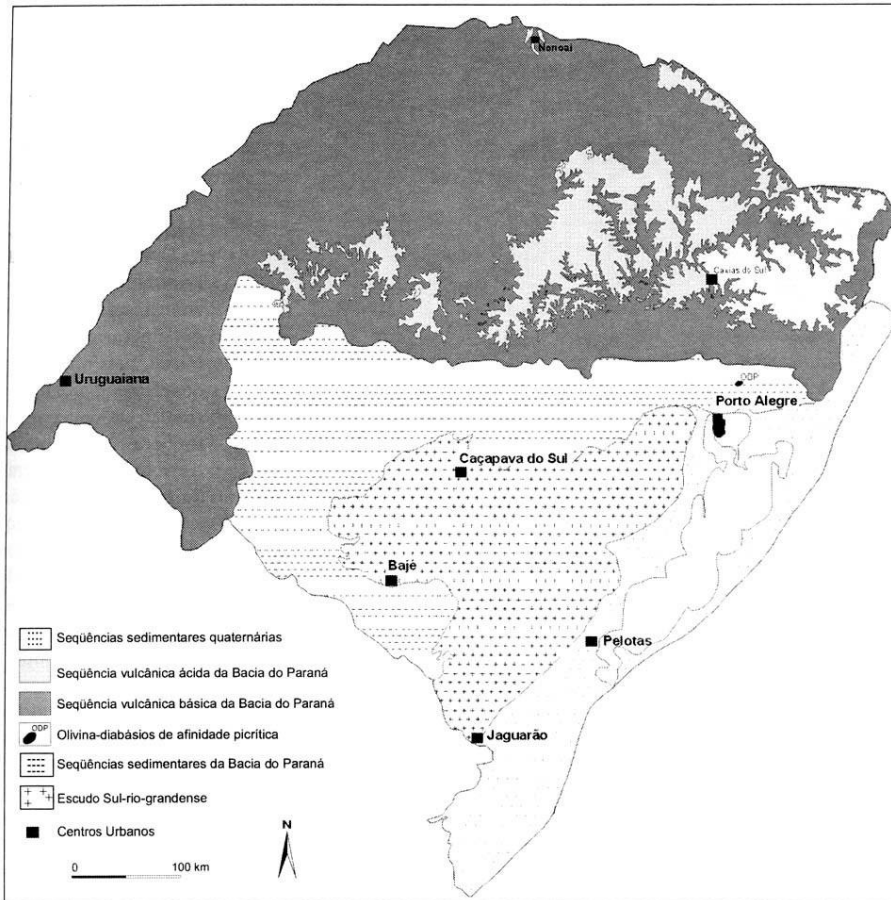 Nonoai
Caxias do Sul
Uruguaiana
ODP
Porto Alegre
Caçapava do Sul
Bajé
Pelotas
Jaguarão
Seqüências sedimentares quaternárias
Seqüência vulcânica ácida da Bacia do Paraná
Seqüência vulcânica básica da Bacia do Paraná
ODP
Olivina-diabásios de afinidade picrítica
Seqüências sedimentares da Bacia do Paraná
Escudo Sul-rio-grandense
Centros Urbanos
N
0 100 km